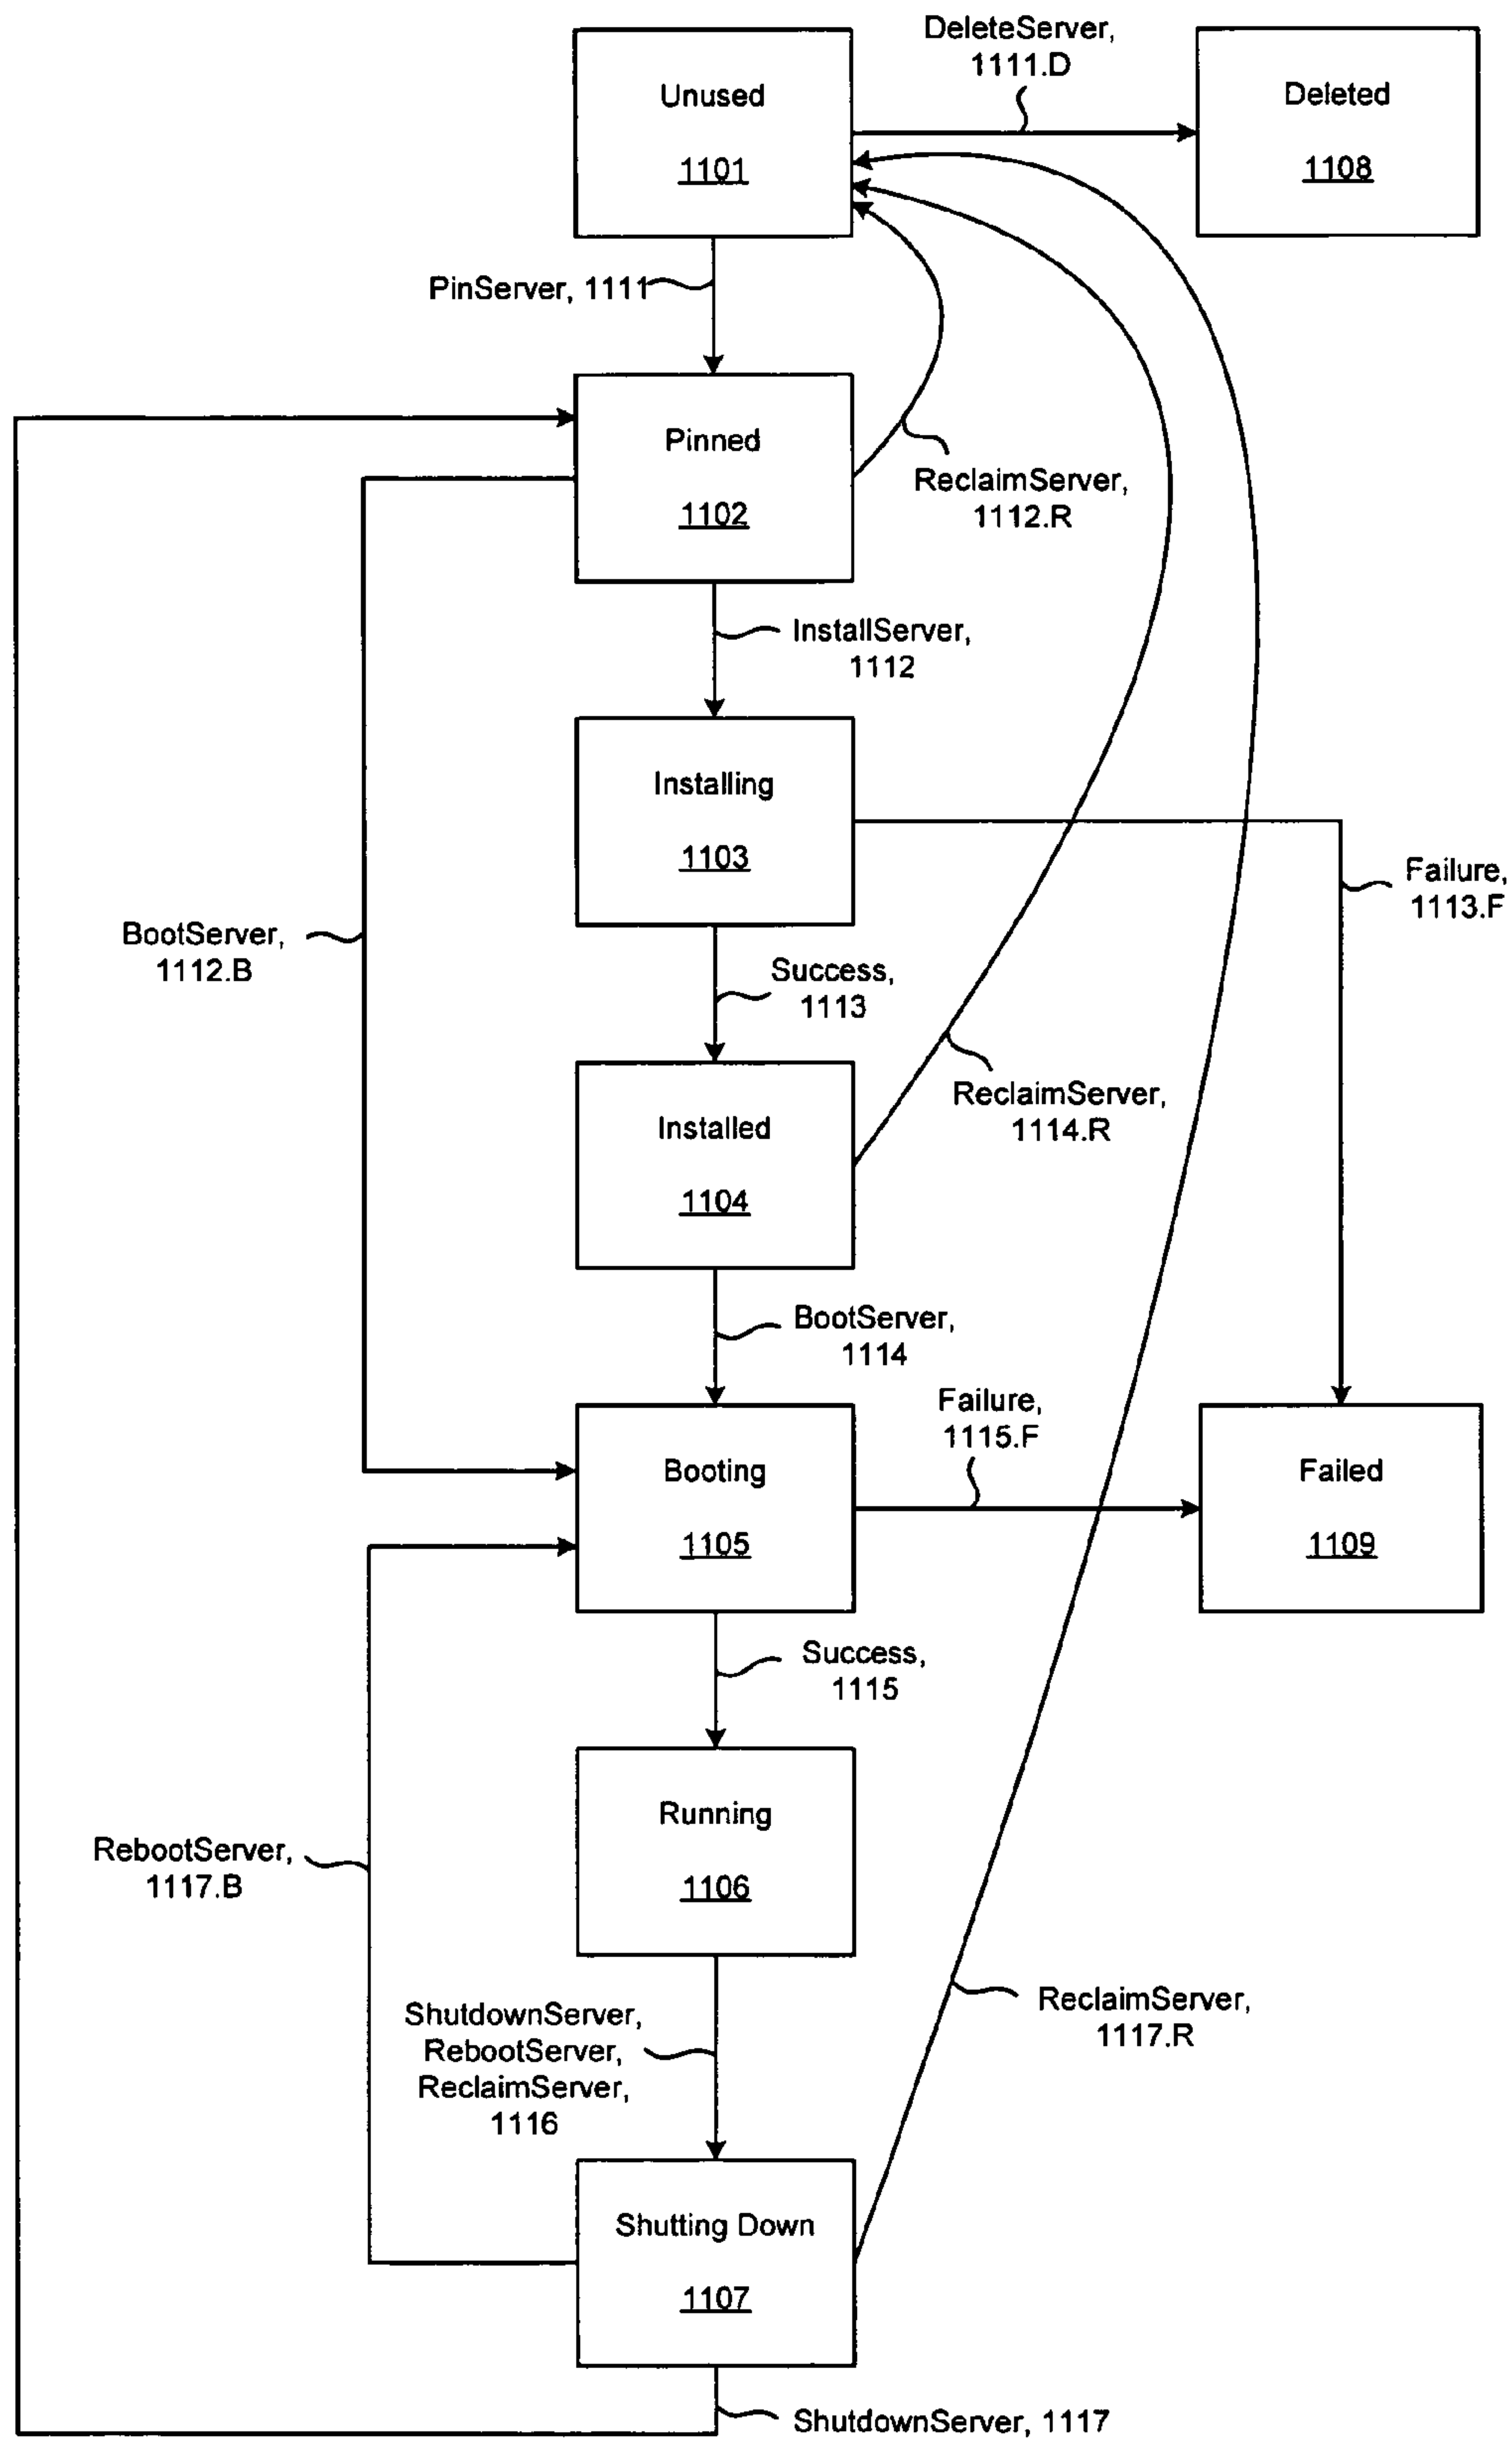 DeleteServer,
1111.D
Unused
1101
Deleted
1108
PinServer, 1111
Pinned
1102
ReclaimServer,
1112.R
InstallServer,
1112
Installing
1103
Failure,
1113.F
BootServer,
1112.B
Success,
1113
Installed
1104
ReclaimServer,
1114.R
BootServer,
1114
Failure,
1115.F
Booting
1105
Failed
1109
Success,
1115
Running
1106
RebootServer,
1117.B
ShutdownServer,
RebootServer,
ReclaimServer,
1116
ReclaimServer,
1117.R
Shutting Down
1107
ShutdownServer, 1117